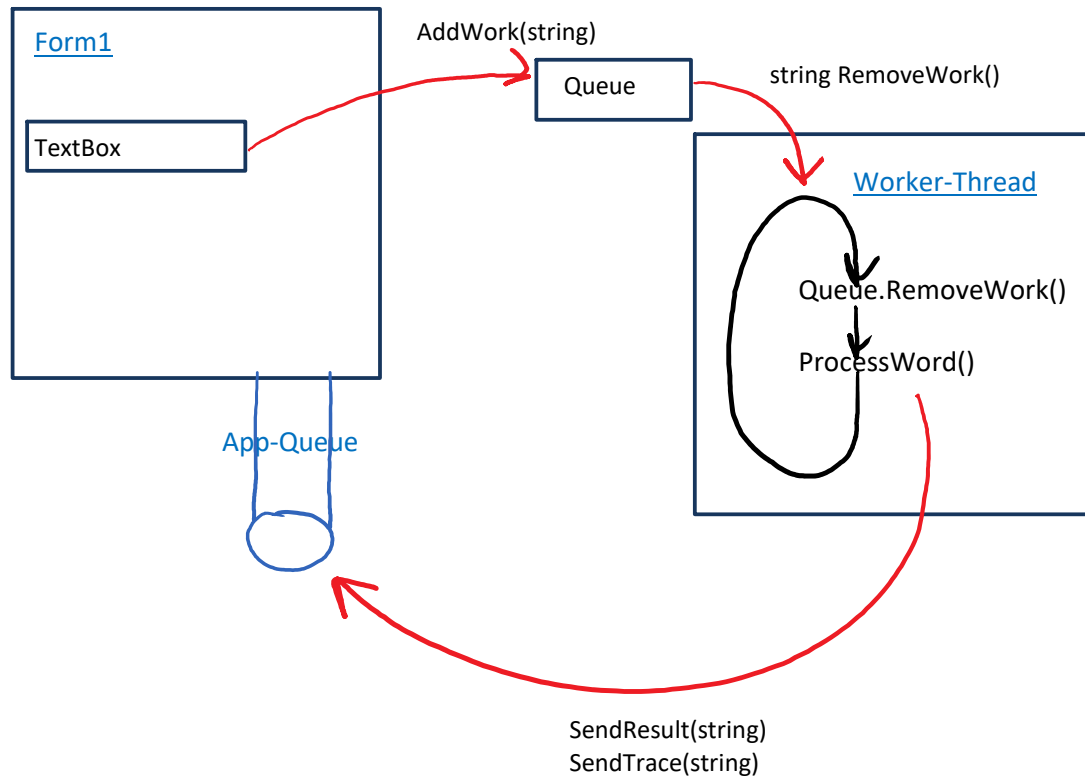 Form1
AddWork(string)
Queue
string RemoveWork()
TextBox
Worker-Thread
Queue.RemoveWork()
ProcessWord()
App-Queue
SendResult(string)
SendTrace(string)